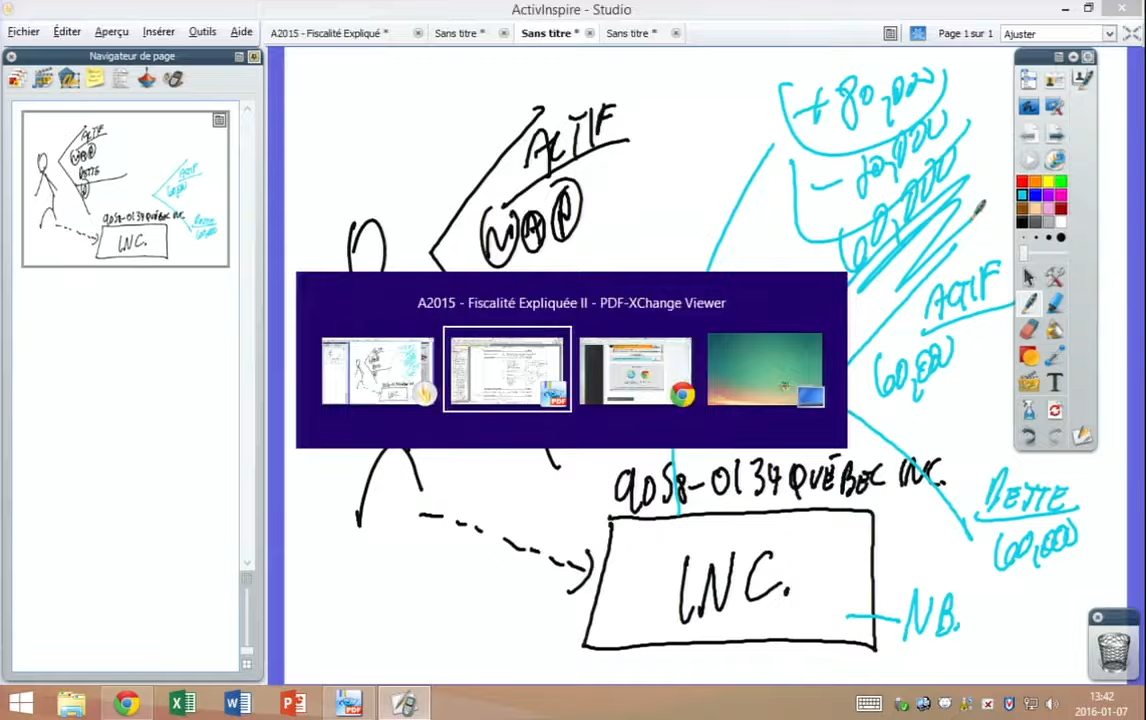 ActivInspire - Studio
Fichier Éditer Aperçu Insérer Outils Aide
A2015 - Fiscalité Expliqué *
Sans titre *
Sans titre *
Sans titre *
Page 1 sur 1
Ajuster
Navigateur de page
ACTIF
+80,000
60,000
A2015 - Fiscalité Expliquée II - PDF-XChange Viewer
ACTIF
60,000
9058-0134 QUÉBEC INC.
DETTE
60,000
INC.
NB.
13:42
2016-01-07